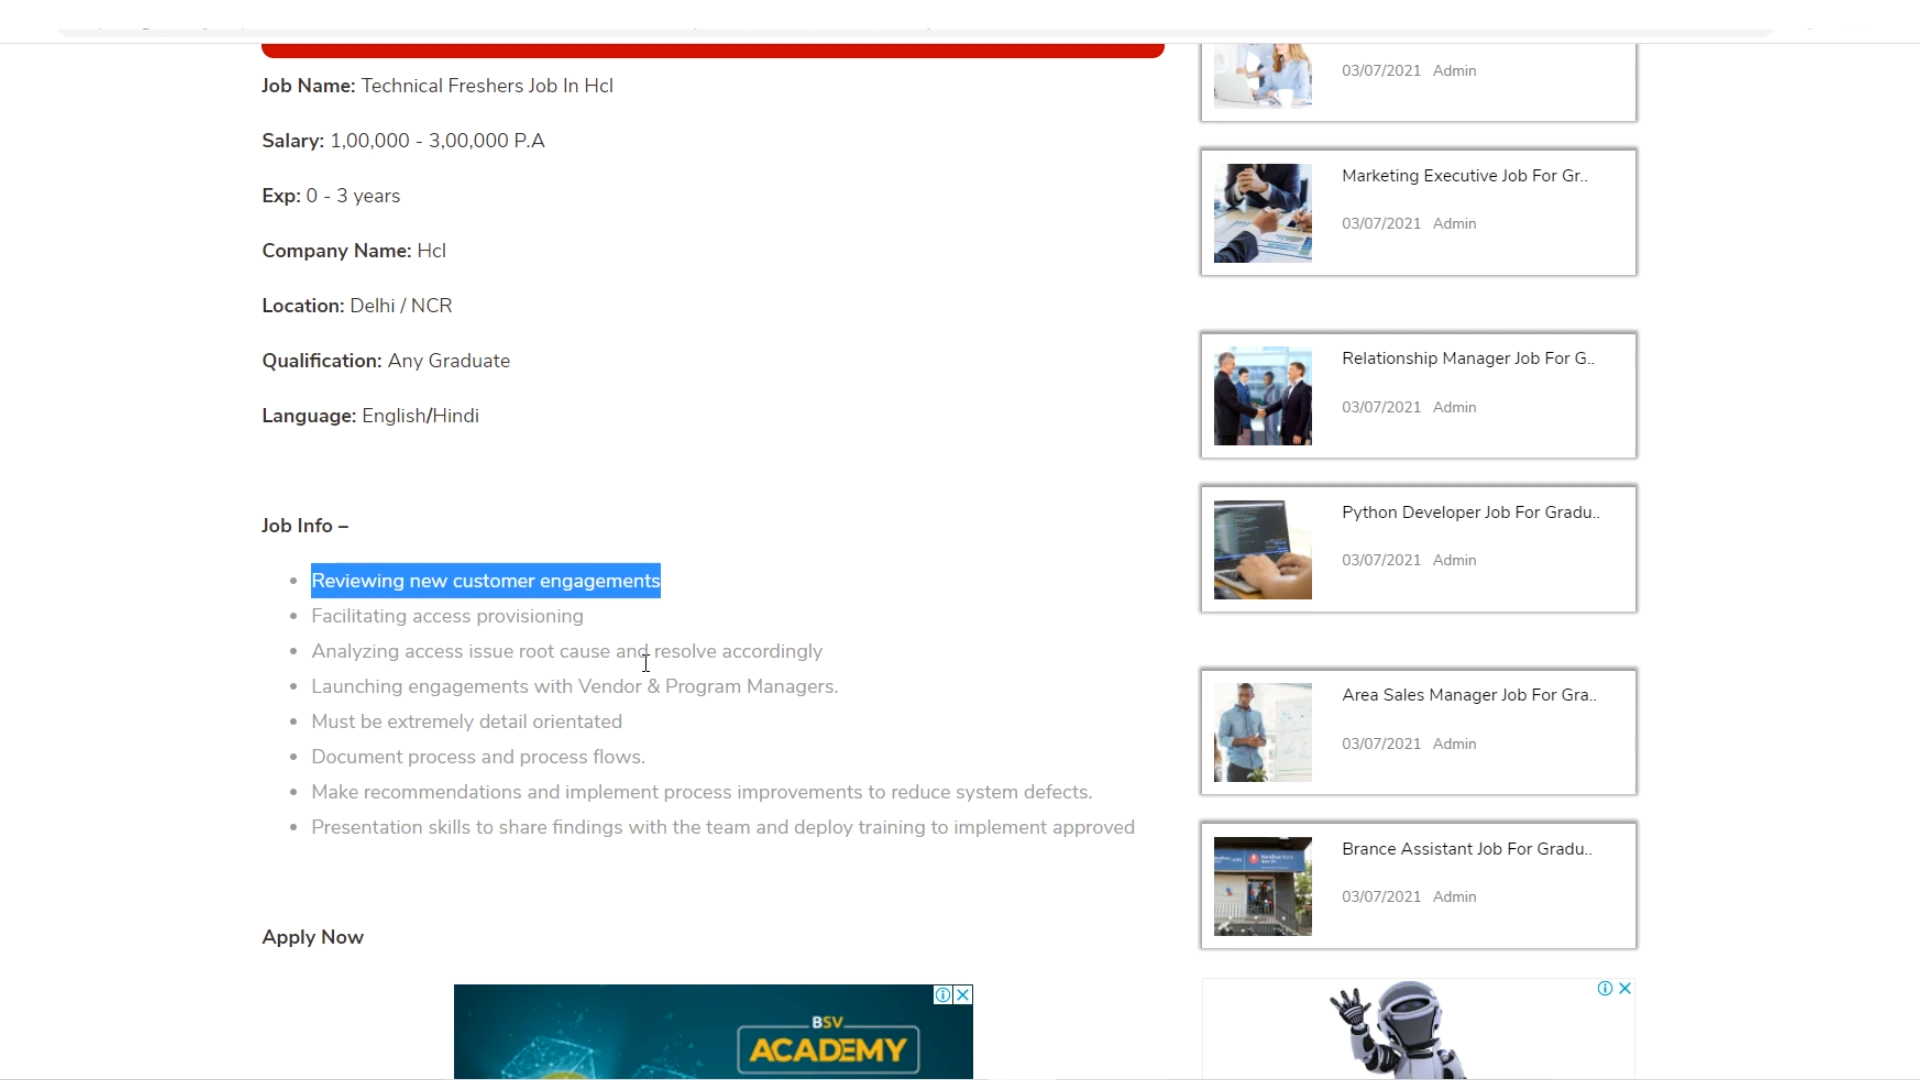 Job Name: Technical Freshers Job In Hcl
Salary: 1,00,000 - 3,00,000 P.A
Exp: 0 - 3 years
Company Name: Hcl
Location: Delhi / NCR
Qualification: Any Graduate
Language: English/Hindi
Job Info –
Reviewing new customer engagements
Facilitating access provisioning
Analyzing access issue root cause and resolve accordingly
Launching engagements with Vendor & Program Managers.
Must be extremely detail orientated
Document process and process flows.
Make recommendations and implement process improvements to reduce system defects.
Presentation skills to share findings with the team and deploy training to implement approved
Apply Now
BSV
ACADEMY
03/07/2021 Admin
Marketing Executive Job For Gr..
03/07/2021 Admin
Relationship Manager Job For G..
03/07/2021 Admin
Python Developer Job For Gradu..
03/07/2021 Admin
Area Sales Manager Job For Gra..
03/07/2021 Admin
Brance Assistant Job For Gradu..
03/07/2021 Admin